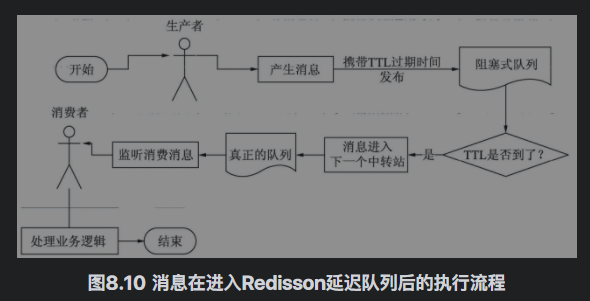 生产者
开始
产生消息
携带TTL过期时间
发布
阻塞式队列
消费者
监听消费消息
真正的队列
消息进入
下一个中转站
是
TTL是否到了？
处理业务逻辑
结束
图8.10 消息在进入Redisson延迟队列后的执行流程